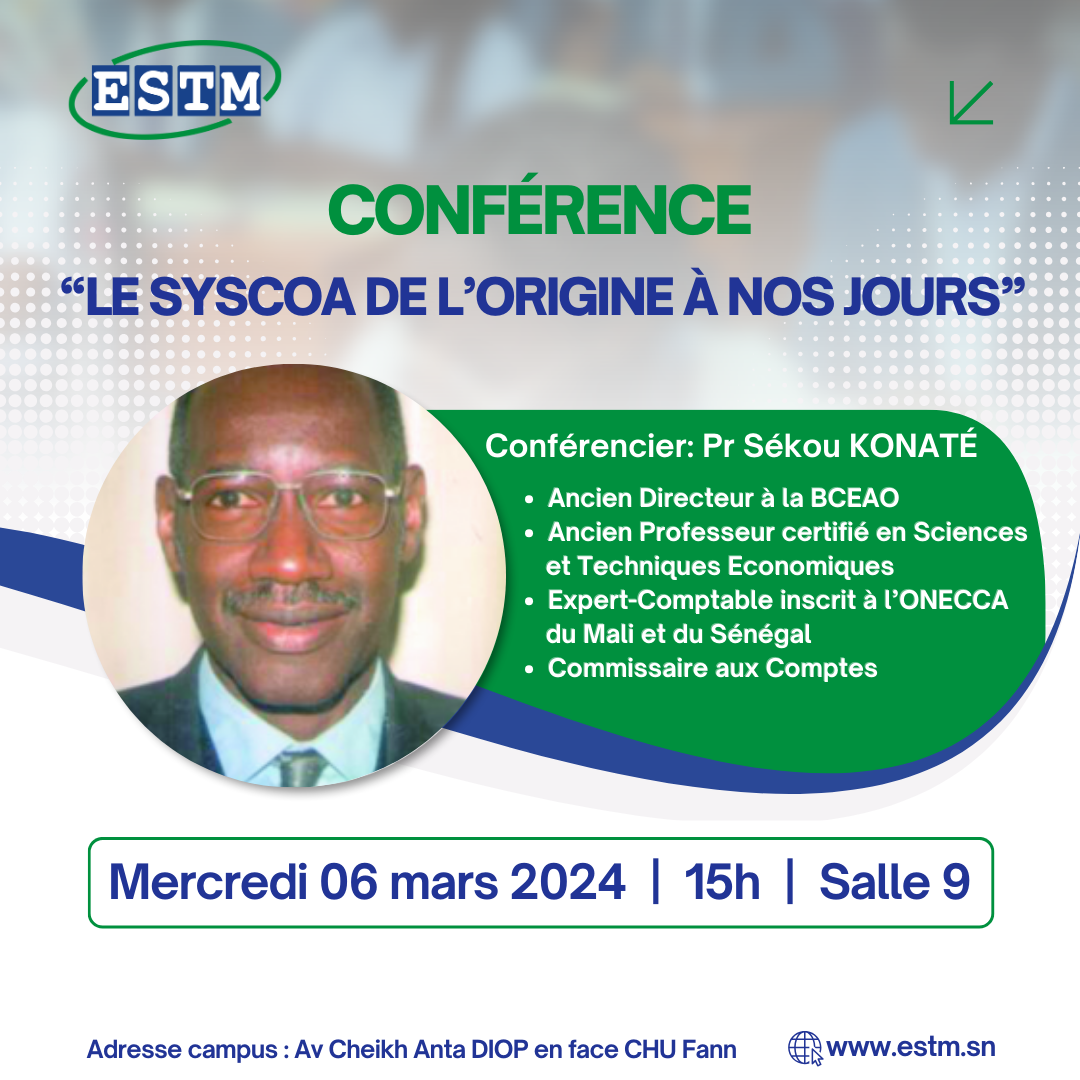 ESTM
CONFÉRENCE
“LE SYSCOA DE L’ORIGINE À NOS JOURS”
Conférencier: Pr Sékou KONATÉ
• Ancien Directeur à la BCEAO
• Ancien Professeur certifié en Sciences
et Techniques Economiques
• Expert-Comptable inscrit à l’ONECCA
du Mali et du Sénégal
• Commissaire aux Comptes
Mercredi 06 mars 2024 | 15h | Salle 9
Adresse campus : Av Cheikh Anta DIOP en face CHU Fann
www.estm.sn